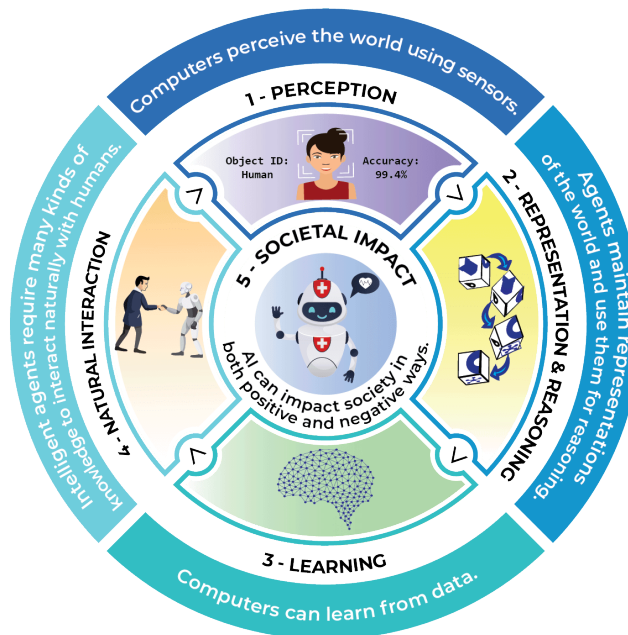 Computers perceive the world using sensors.
1 - PERCEPTION
Object ID:
Human
Accuracy:
99.4%
2 - REPRESENTATION & REASONING
Agents maintain representations
of the world and use them for reasoning.
3 - LEARNING
Computers can learn from data.
4 - NATURAL INTERACTION
Intelligent agents require many kinds of
knowledge to interact naturally with humans.
5 - SOCIETAL IMPACT
AI can impact society in
both positive and negative ways.